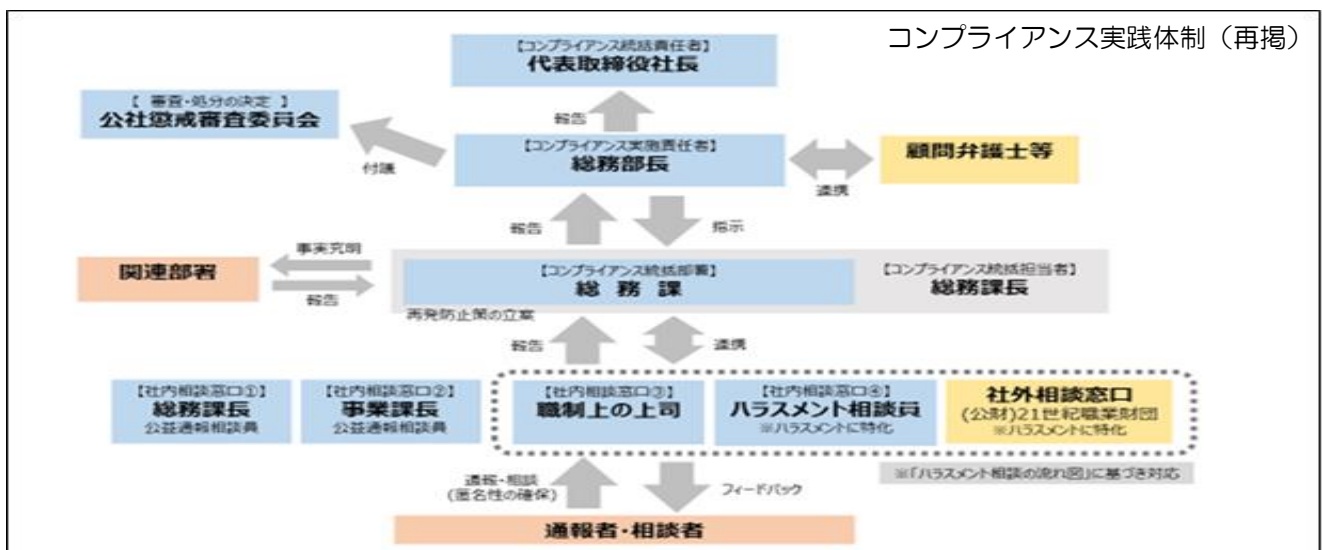 コンプライアンス実践体制（再掲）
【コンプライアンス統括責任者】
代表取締役社長
【 審査・処分の決定 】
公社懲戒審査委員会
報告
付議
【コンプライアンス実施責任者】
総務部長
顧問弁護士等
連携
報告
指示
関連部署
事実究明
報告
【コンプライアンス統括部署】
総 務 課
【コンプライアンス統括担当者】
総務課長
再発防止策の立案
報告
連携
【社内相談窓口①】
総務課長
公益通報相談員
【社内相談窓口②】
事業課長
公益通報相談員
【社内相談窓口③】
職制上の上司
【社内相談窓口④】
ハラスメント相談員
※ハラスメントに特化
社外相談窓口
(公財)21世紀職業財団
※ハラスメントに特化
※「ハラスメント相談の流れ図」に基づき対応
通報・相談
(匿名性の確保)
フィードバック
通報者・相談者